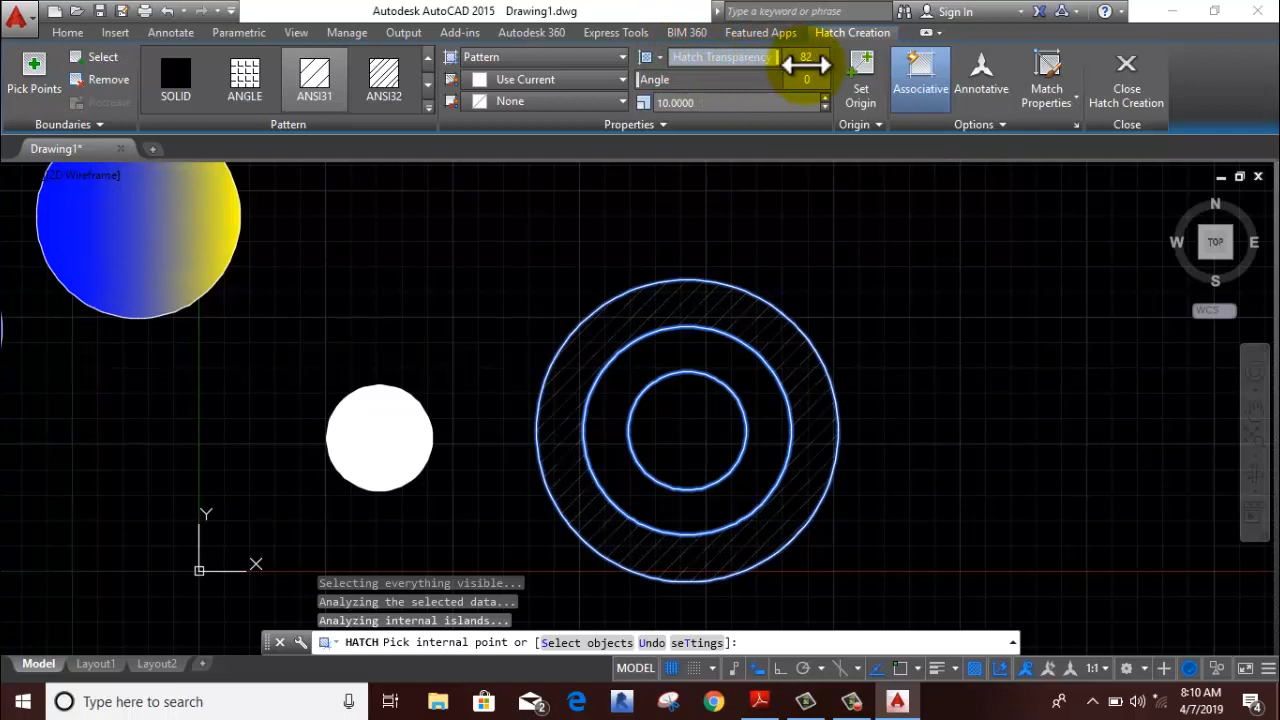 Autodesk AutoCAD 2015 Drawing1.dwg
Type a keyword or phrase
Sign In
Home Insert Annotate Parametric View Manage Output Add-ins Autodesk 360 Express Tools BIM 360 Featured Apps Hatch Creation
Pick Points
Select
Remove
Boundaries
SOLID
ANGLE
ANSI31
ANSI32
Pattern
Pattern
Use Current
None
Hatch Transparency 82
Angle 0
10.0000
Properties
Set
Origin
Origin
Associative
Annotative
Match
Properties
Options
Close
Hatch Creation
Close
Drawing1*
2D Wireframe]
N
W TOP E
S
WCS
Y
X
Selecting everything visible...
Analyzing the selected data...
Analyzing internal islands...
HATCH Pick internal point or [Select objects Undo seTtings]:
Model Layout1 Layout2
MODEL 1:1
Type here to search
2
8:10 AM
4/7/2019
4